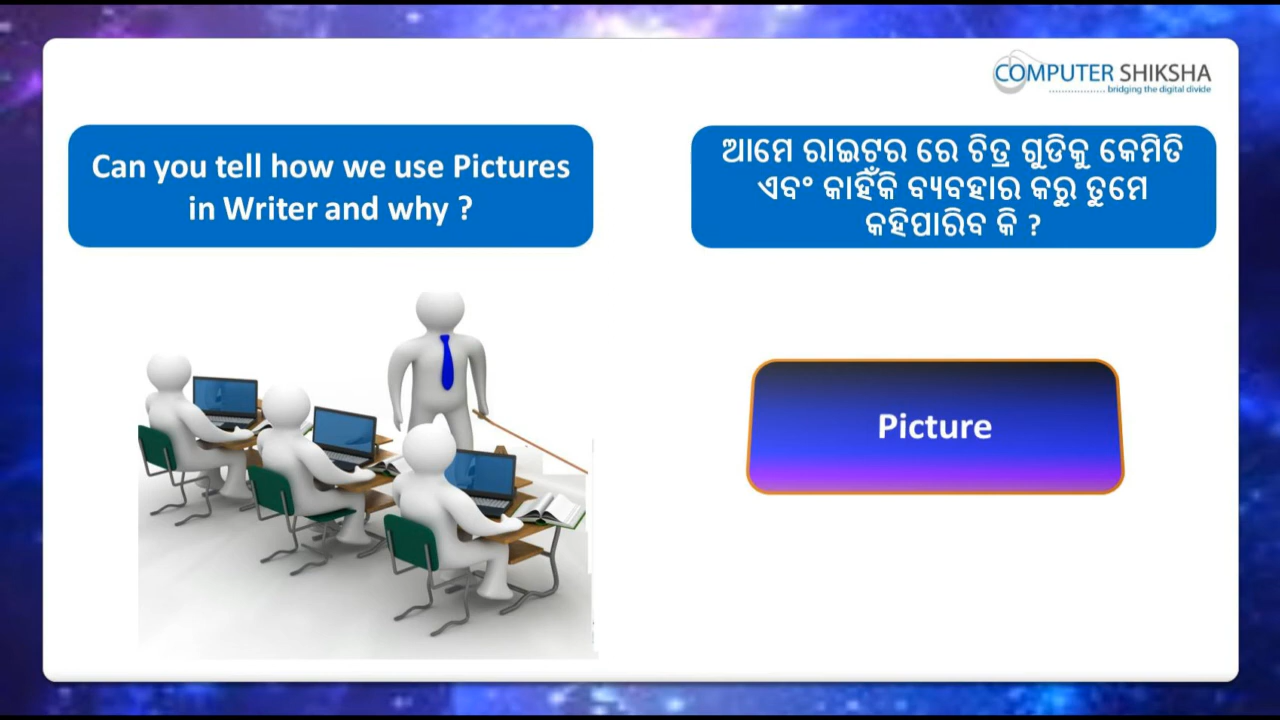 COMPUTER SHIKSHA
bridging the digital divide
Can you tell how we use Pictures
in Writer and why ?
ଆମେ ରାଇଟ୍ର ରେ ଚିତ୍ର ଗୁଡିକୁ କେମିତି
ଏବଂ କାହିଁକି ବ୍ୟବହାର କରୁ ତୁମେ
କହିପାରିବ କି ?
Picture